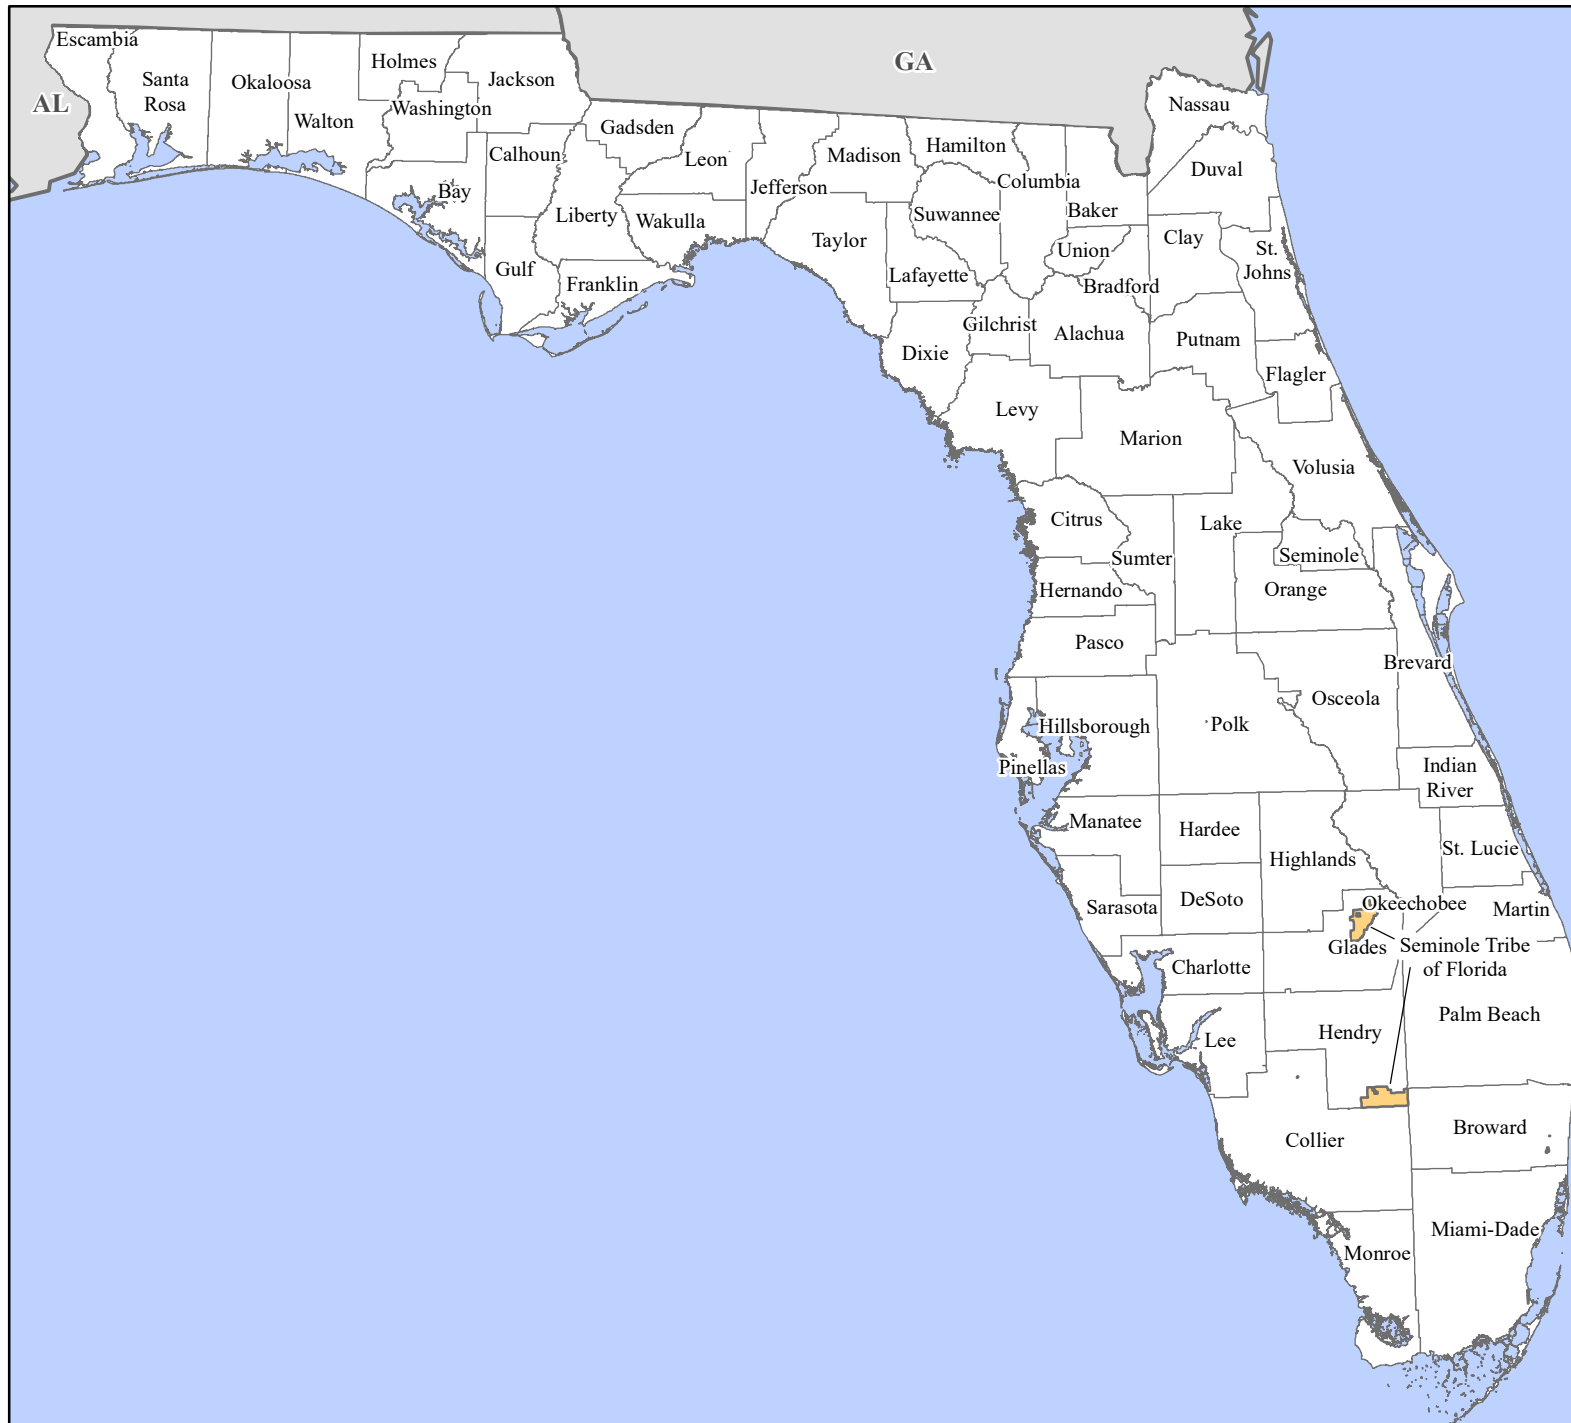 Escambia
Santa
Rosa
Okaloosa
Walton
Holmes
Washington
Jackson
AL
GA
Bay
Calhoun
Gulf
Liberty
Franklin
Gadsden
Leon
Wakulla
Jefferson
Madison
Taylor
Hamilton
Suwannee
Lafayette
Columbia
Baker
Nassau
Duval
Union
Bradford
Clay
St.
Johns
Dixie
Gilchrist
Alachua
Putnam
Flagler
Levy
Marion
Volusia
Citrus
Sumter
Lake
Seminole
Orange
Hernando
Pasco
Brevard
Osceola
Polk
Hillsborough
Pinellas
Indian
River
Manatee
Hardee
Highlands
St. Lucie
Sarasota
DeSoto
Okeechobee
Martin
Glades
Seminole Tribe
of Florida
Charlotte
Lee
Hendry
Palm Beach
Collier
Broward
Miami-Dade
Monroe